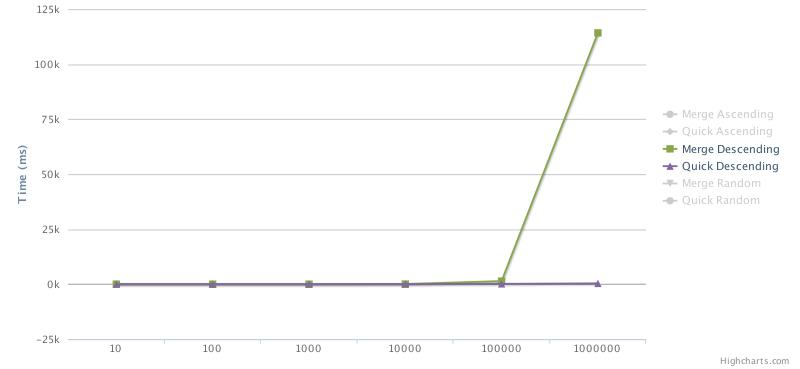 125k
100k
75k
50k
25k
0k
−25k
Time (ms)
10 100 1000 10000 100000 1000000
Merge Ascending
Quick Ascending
Merge Descending
Quick Descending
Merge Random
Quick Random
Highcharts.com